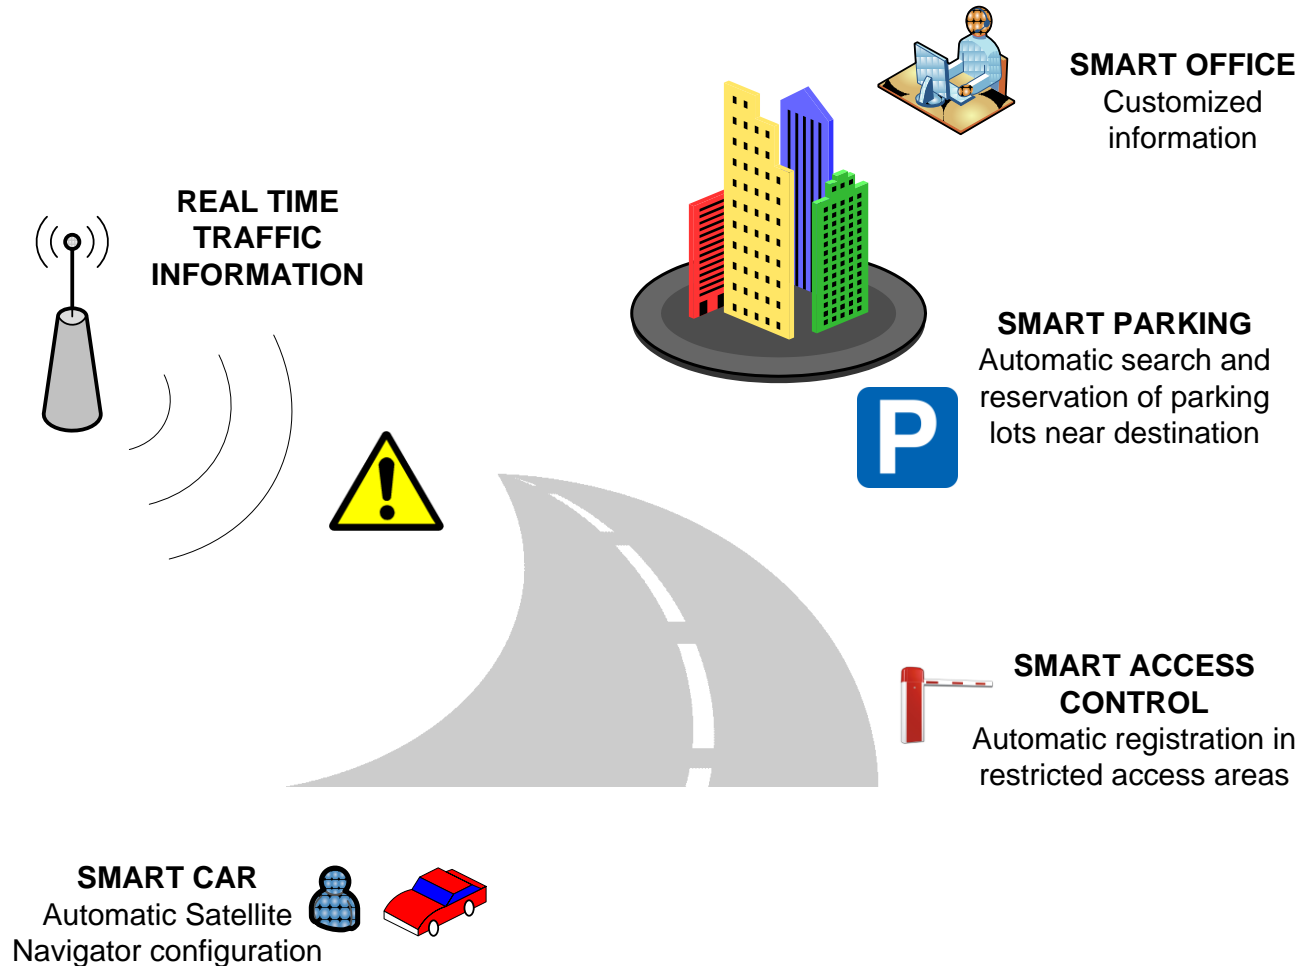 SMART OFFICE
Customized
information
REAL TIME
TRAFFIC
INFORMATION
SMART PARKING
Automatic search and
reservation of parking
lots near destination
P
SMART ACCESS
CONTROL
Automatic registration in
restricted access areas
SMART CAR
Automatic Satellite
Navigator configuration